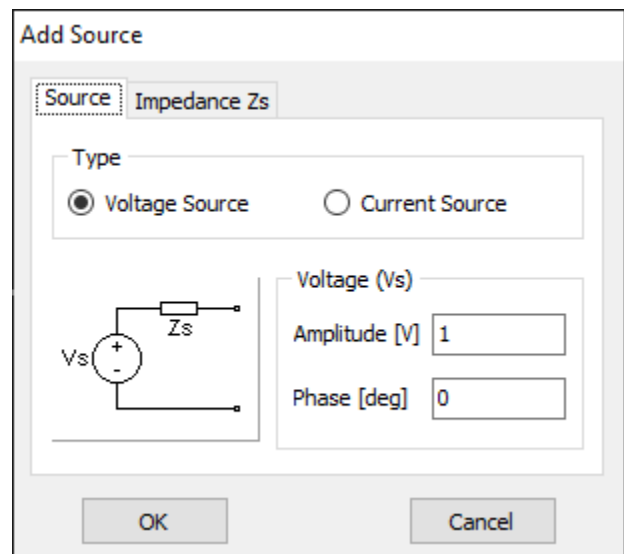 Add Source
Source Impedance Zs
Type
Voltage Source Current Source
Zs
Vs
+
-
Voltage (Vs)
Amplitude [V] 1
Phase [deg] 0
OK Cancel